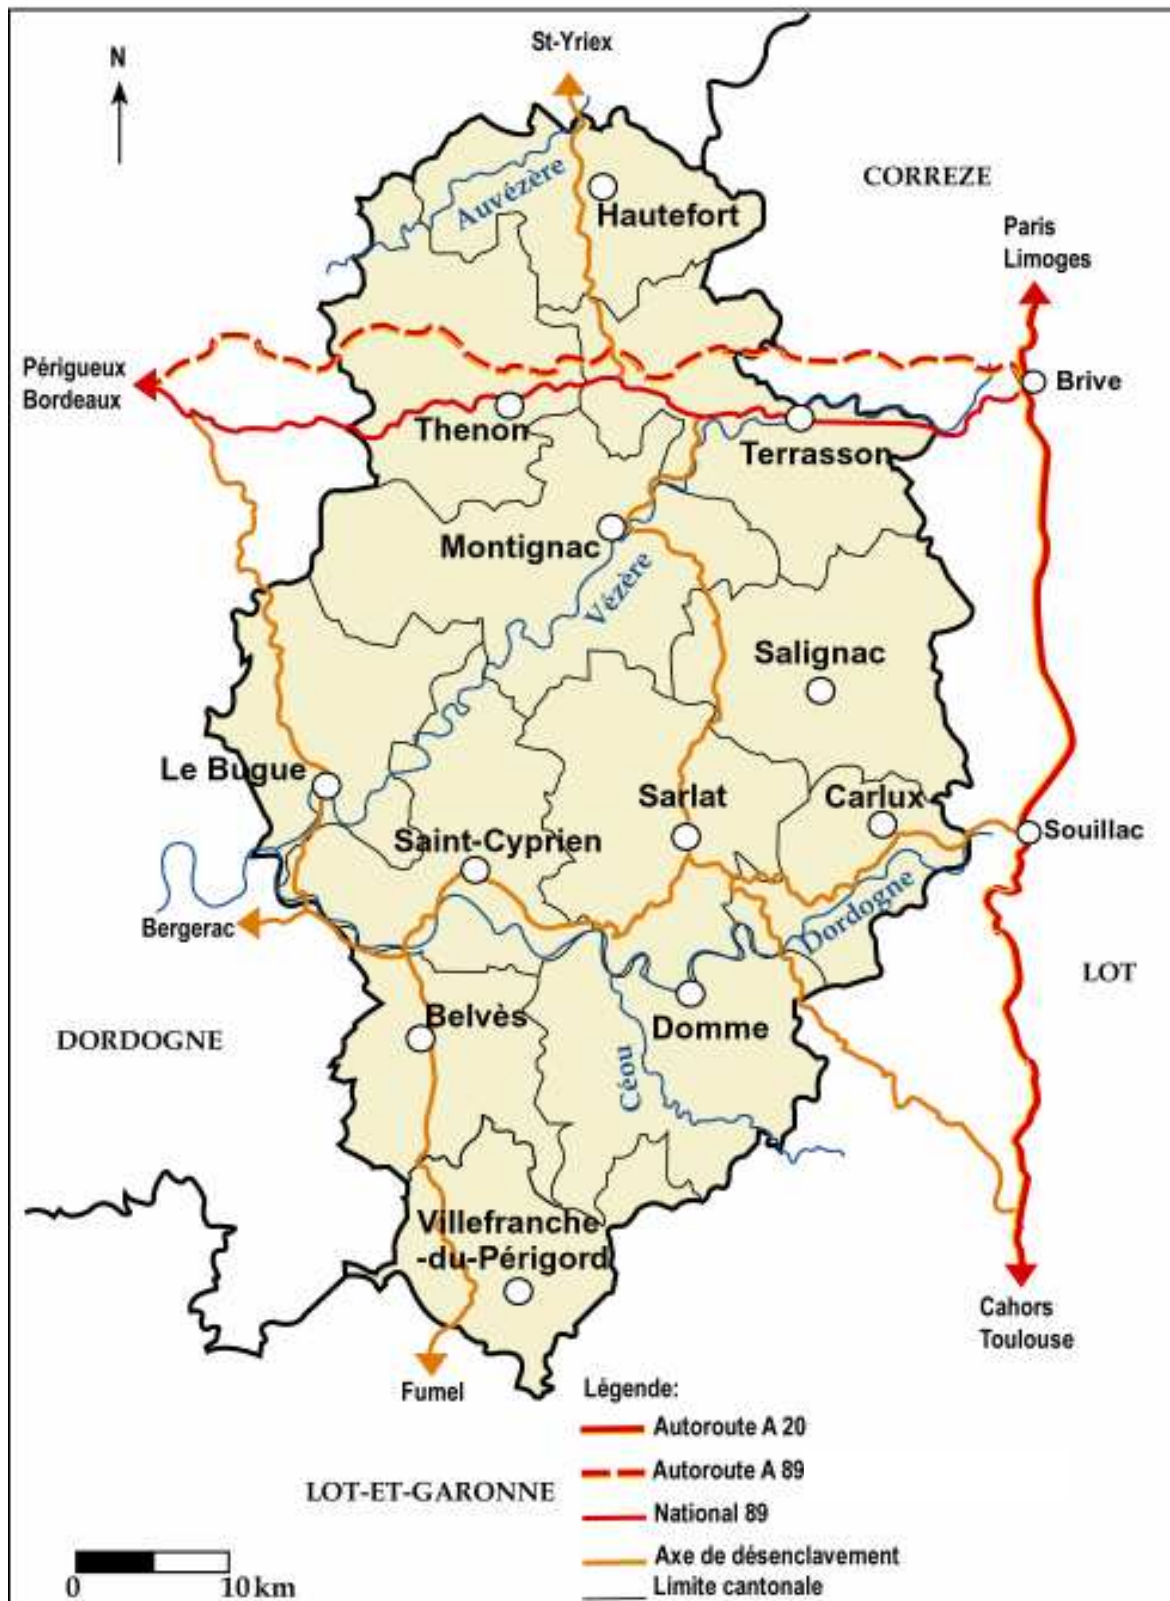 St-Yriex
N
Auvézère
CORREZE
Hautefort
Paris
Limoges
Périgueux
Bordeaux
Brive
Thenon
Terrasson
Montignac
Vézère
Salignac
Le Bugue
Sarlat
Carlux
Souillac
Saint-Cyprien
Dordogne
Bergerac
LOT
Belvès
Domme
DORDOGNE
Céou
Villefranche
-du-Périgord
Cahors
Toulouse
Fumel
Légende:
Autoroute A 20
Autoroute A 89
LOT-ET-GARONNE
National 89
Axe de désenclavement
Limite cantonale
0 10 km